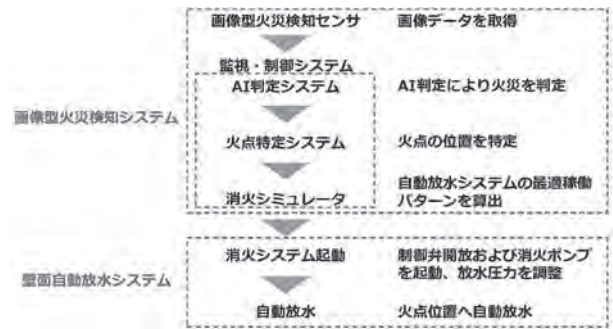 画像型火災検知センサ 画像データを取得
監視・制御システム
AI判定システム AI判定により火災を判定
画像型火災検知システム
火点特定システム 火点の位置を特定
消火シミュレータ 自動放水システムの最適稼働
パターンを算出
消火システム起動 制御弁開放および消火ポンプ
を起動、放水圧力を調整
壁面自動放水システム
自動放水 火点位置へ自動放水